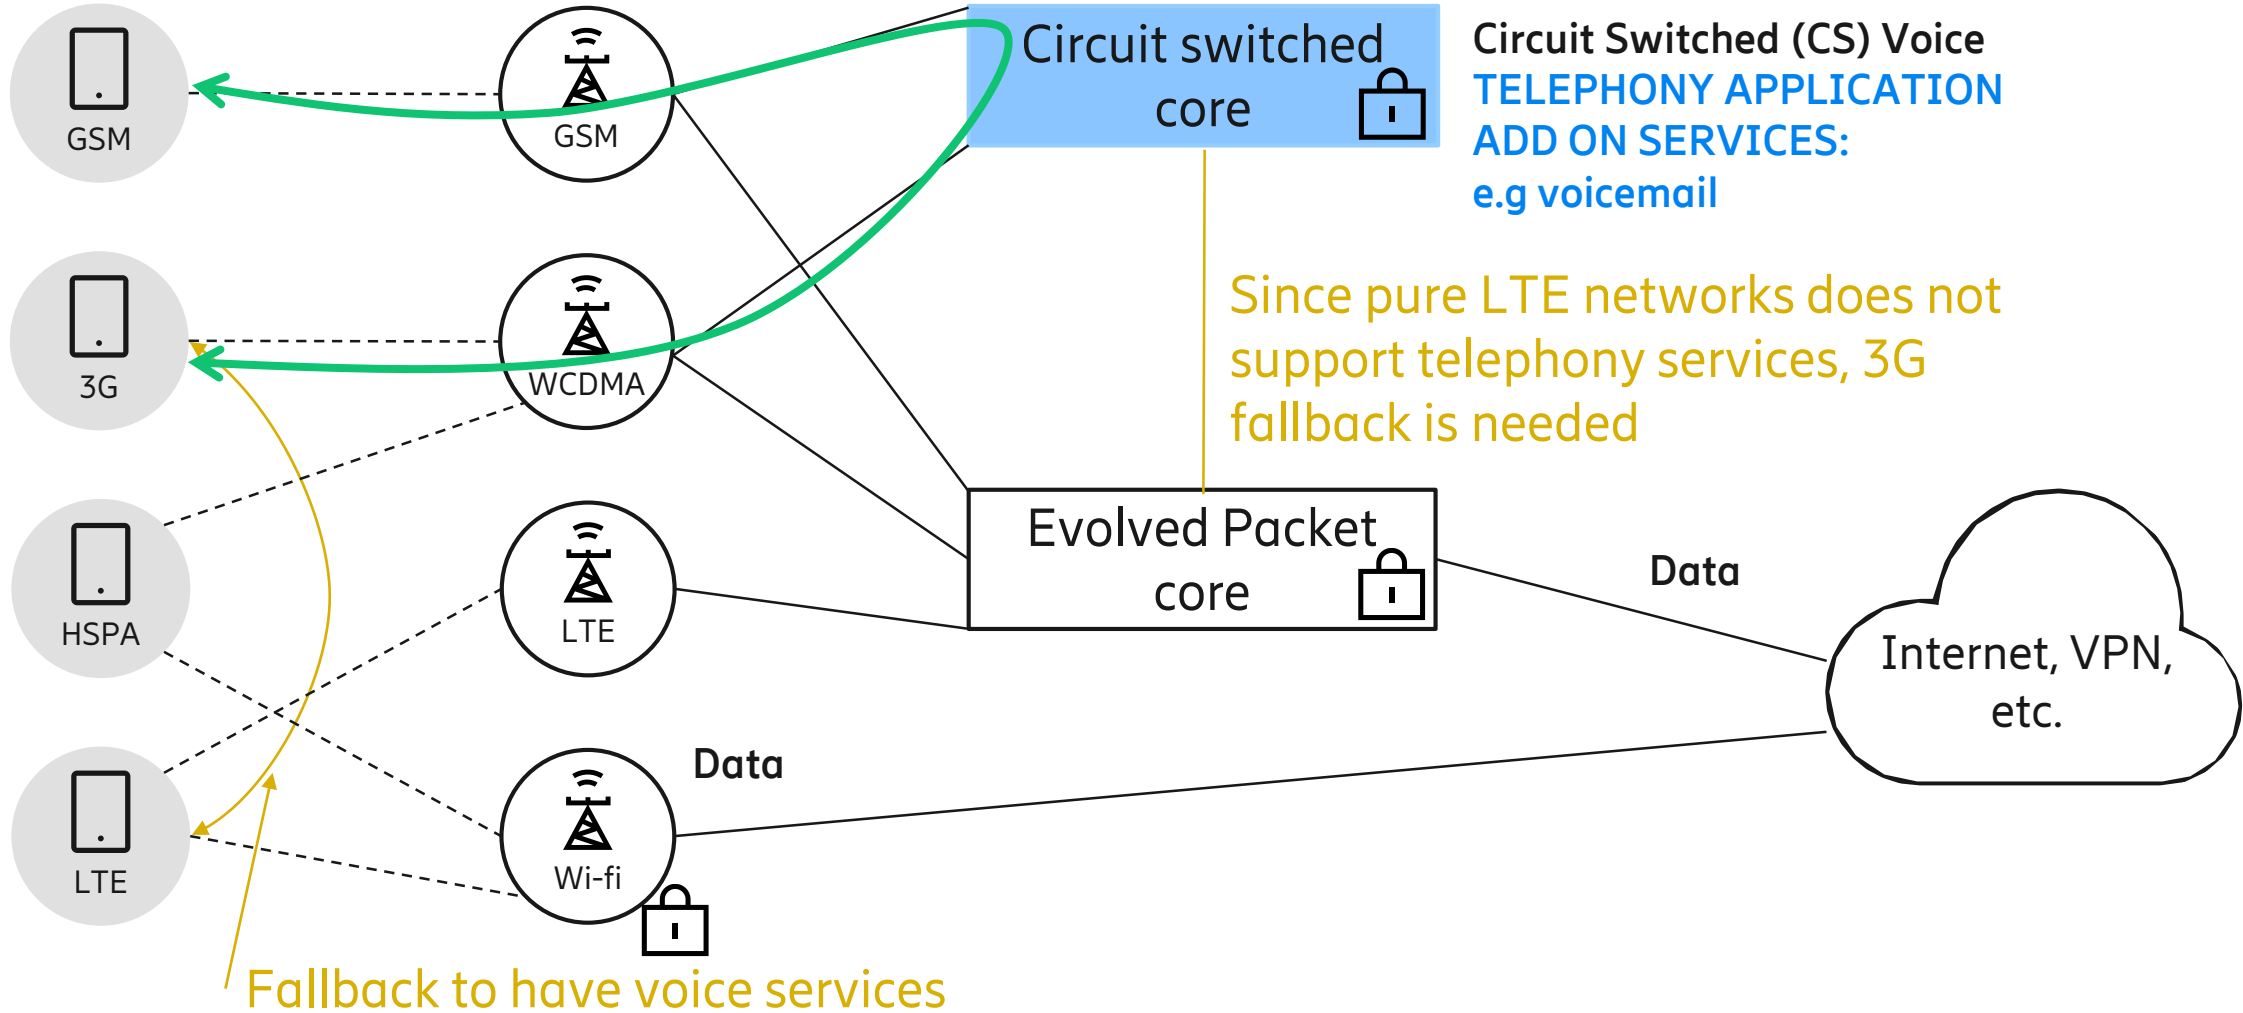 Circuit switched
core
Circuit Switched (CS) Voice
TELEPHONY APPLICATION
ADD ON SERVICES:
e.g voicemail
GSM
GSM
Since pure LTE networks does not
support telephony services, 3G
fallback is needed
3G
WCDMA
Evolved Packet
core
Data
HSPA
LTE
Internet, VPN,
etc.
Data
LTE
Wi-fi
Fallback to have voice services